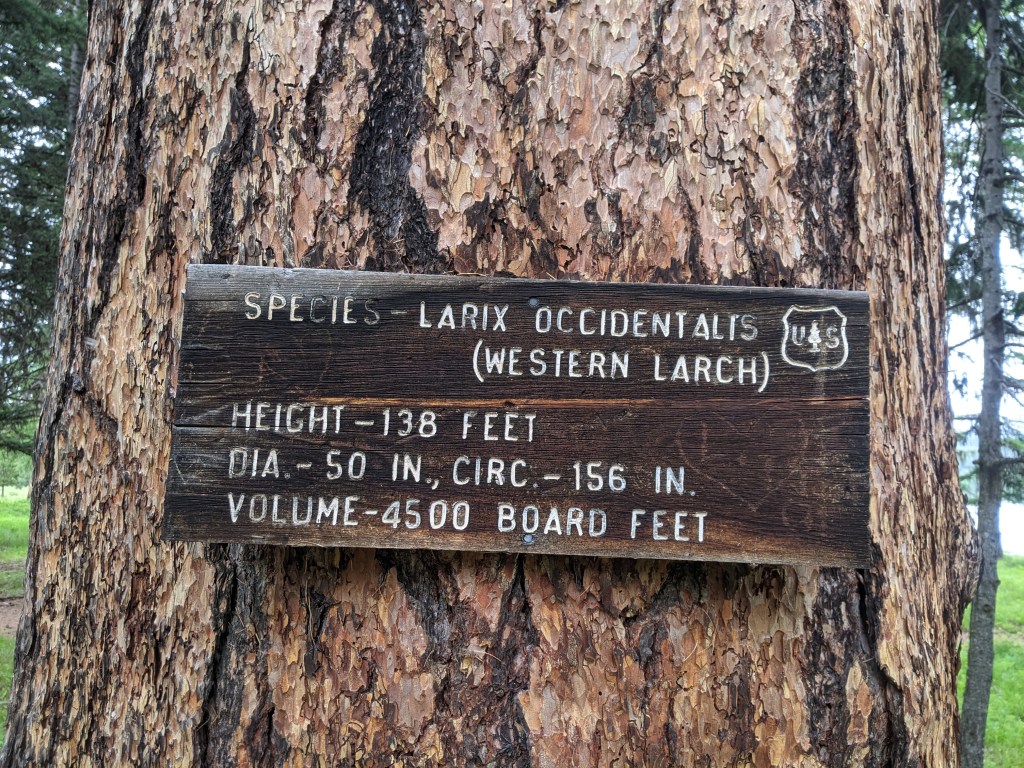 SPECIES - LARIX OCCIDENTALIS
(WESTERN LARCH)
U S
HEIGHT - 138 FEET
DIA. - 50 IN., CIRC. - 156 IN.
VOLUME - 4500 BOARD FEET